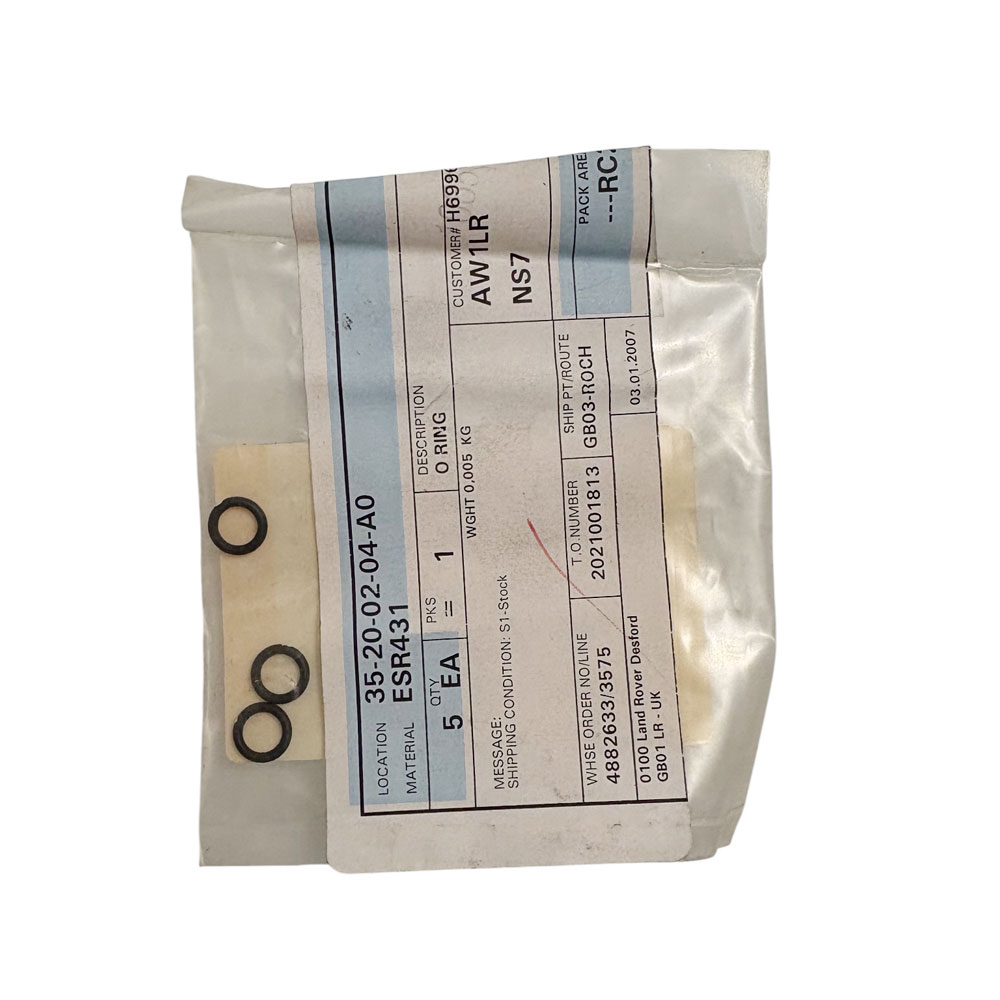 LOCATION 35-20-02-04-A0
MATERIAL ESR431
QTY PKS DESCRIPTION
5 EA = 1 O RING
CUSTOMER# H699
WGHT 0,005 KG AW1LR
NS7
MESSAGE:
SHIPPING CONDITION: S1-Stock
PACK ARE
---RC
WHSE ORDER NO/LINE T.O.NUMBER SHIP PT/ROUTE
4882633/3575 2021001813 GB03-ROCH
0100 Land Rover Desford 03.01.2007
GB01 LR - UK